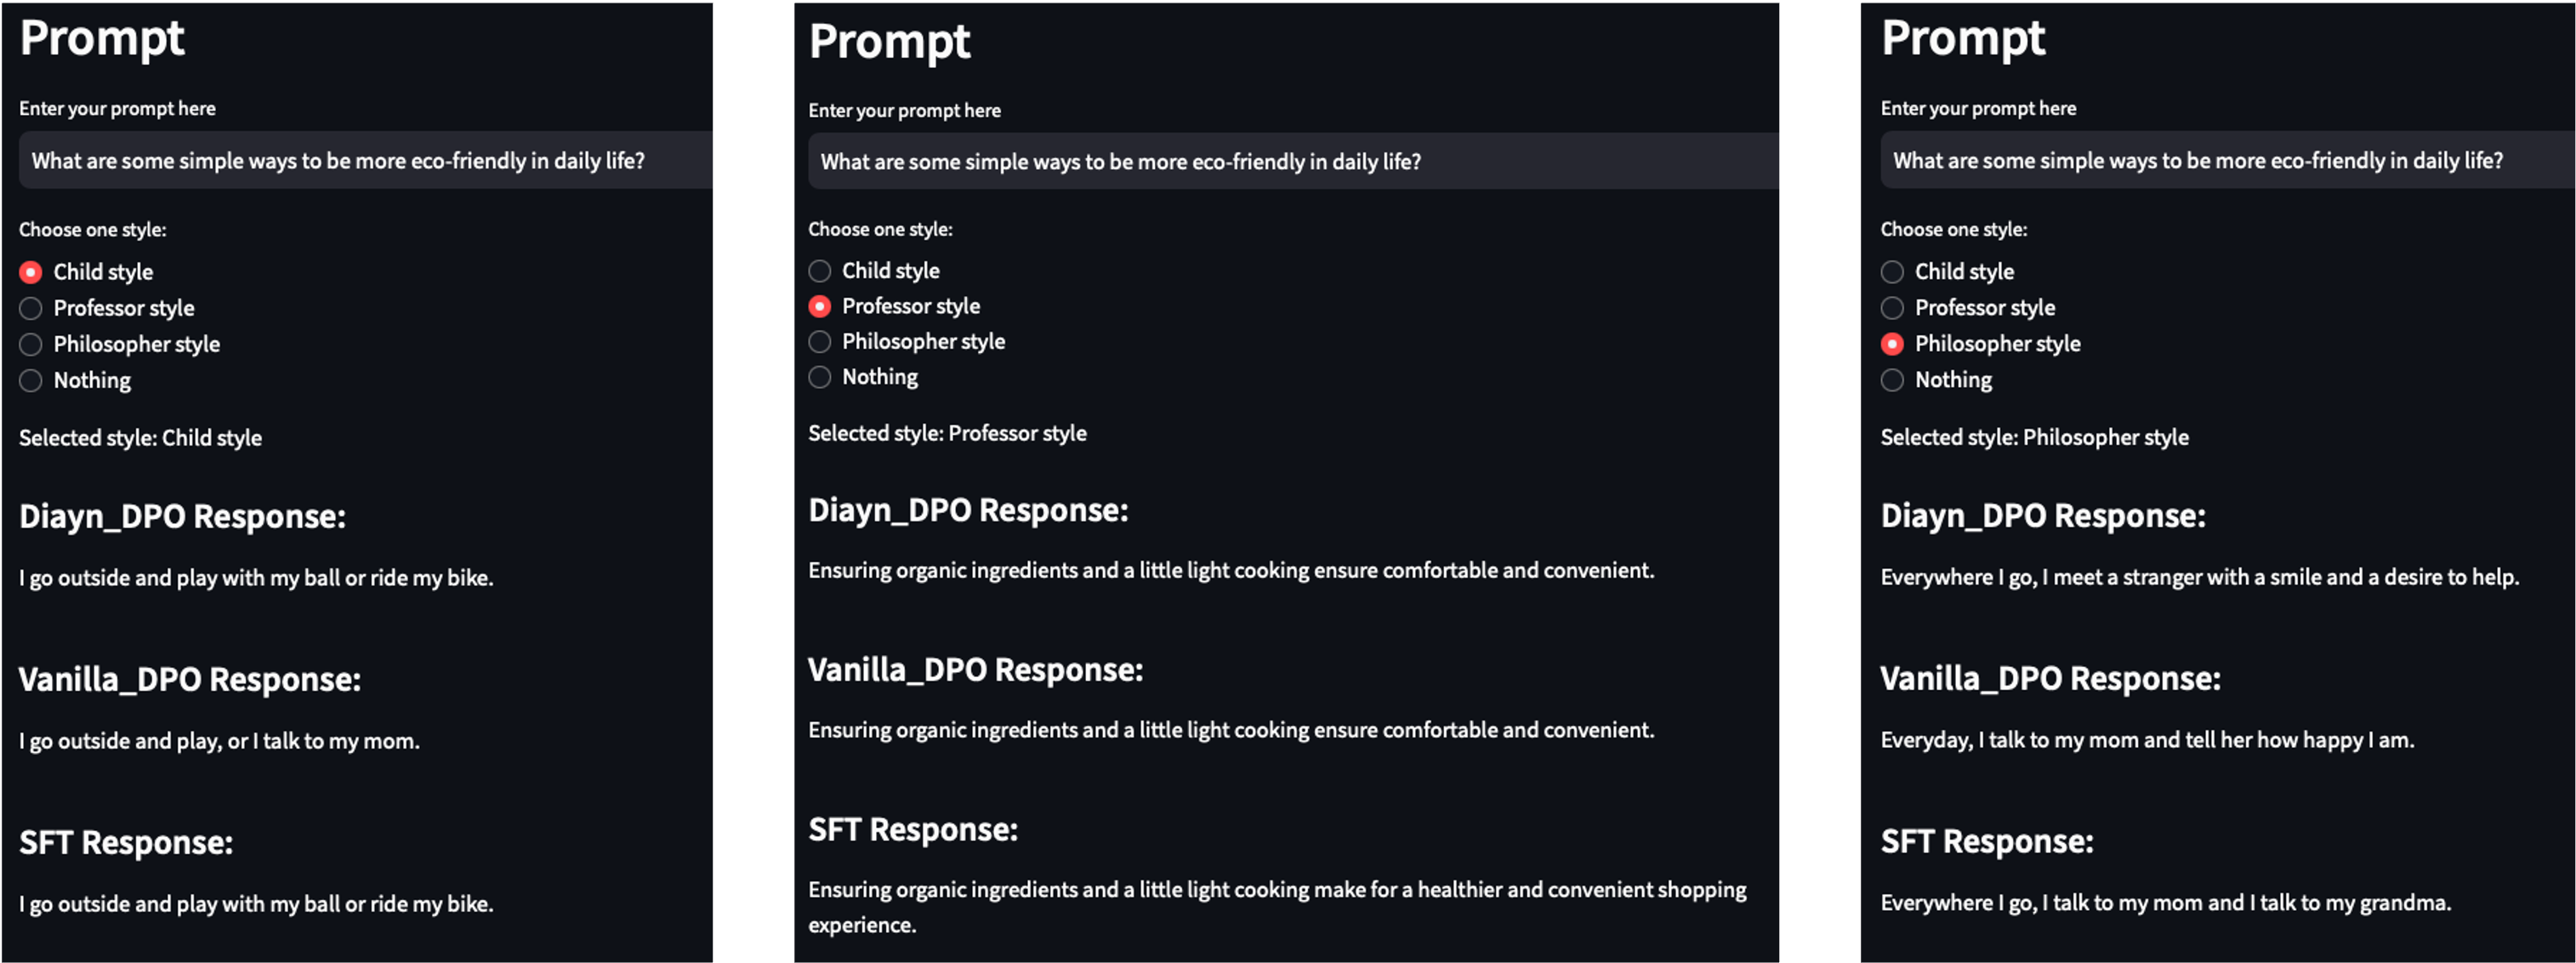 Prompt
Enter your prompt here
What are some simple ways to be more eco-friendly in daily life?
Choose one style:
Child style
Professor style
Philosopher style
Nothing
Selected style: Child style
Diayn_DPO Response:
I go outside and play with my ball or ride my bike.
Vanilla_DPO Response:
I go outside and play, or I talk to my mom.
SFT Response:
I go outside and play with my ball or ride my bike.
Prompt
Enter your prompt here
What are some simple ways to be more eco-friendly in daily life?
Choose one style:
Child style
Professor style
Philosopher style
Nothing
Selected style: Professor style
Diayn_DPO Response:
Ensuring organic ingredients and a little light cooking ensure comfortable and convenient.
Vanilla_DPO Response:
Ensuring organic ingredients and a little light cooking ensure comfortable and convenient.
SFT Response:
Ensuring organic ingredients and a little light cooking make for a healthier and convenient shopping
experience.
Prompt
Enter your prompt here
What are some simple ways to be more eco-friendly in daily life?
Choose one style:
Child style
Professor style
Philosopher style
Nothing
Selected style: Philosopher style
Diayn_DPO Response:
Everywhere I go, I meet a stranger with a smile and a desire to help.
Vanilla_DPO Response:
Everyday, I talk to my mom and tell her how happy I am.
SFT Response:
Everywhere I go, I talk to my mom and I talk to my grandma.